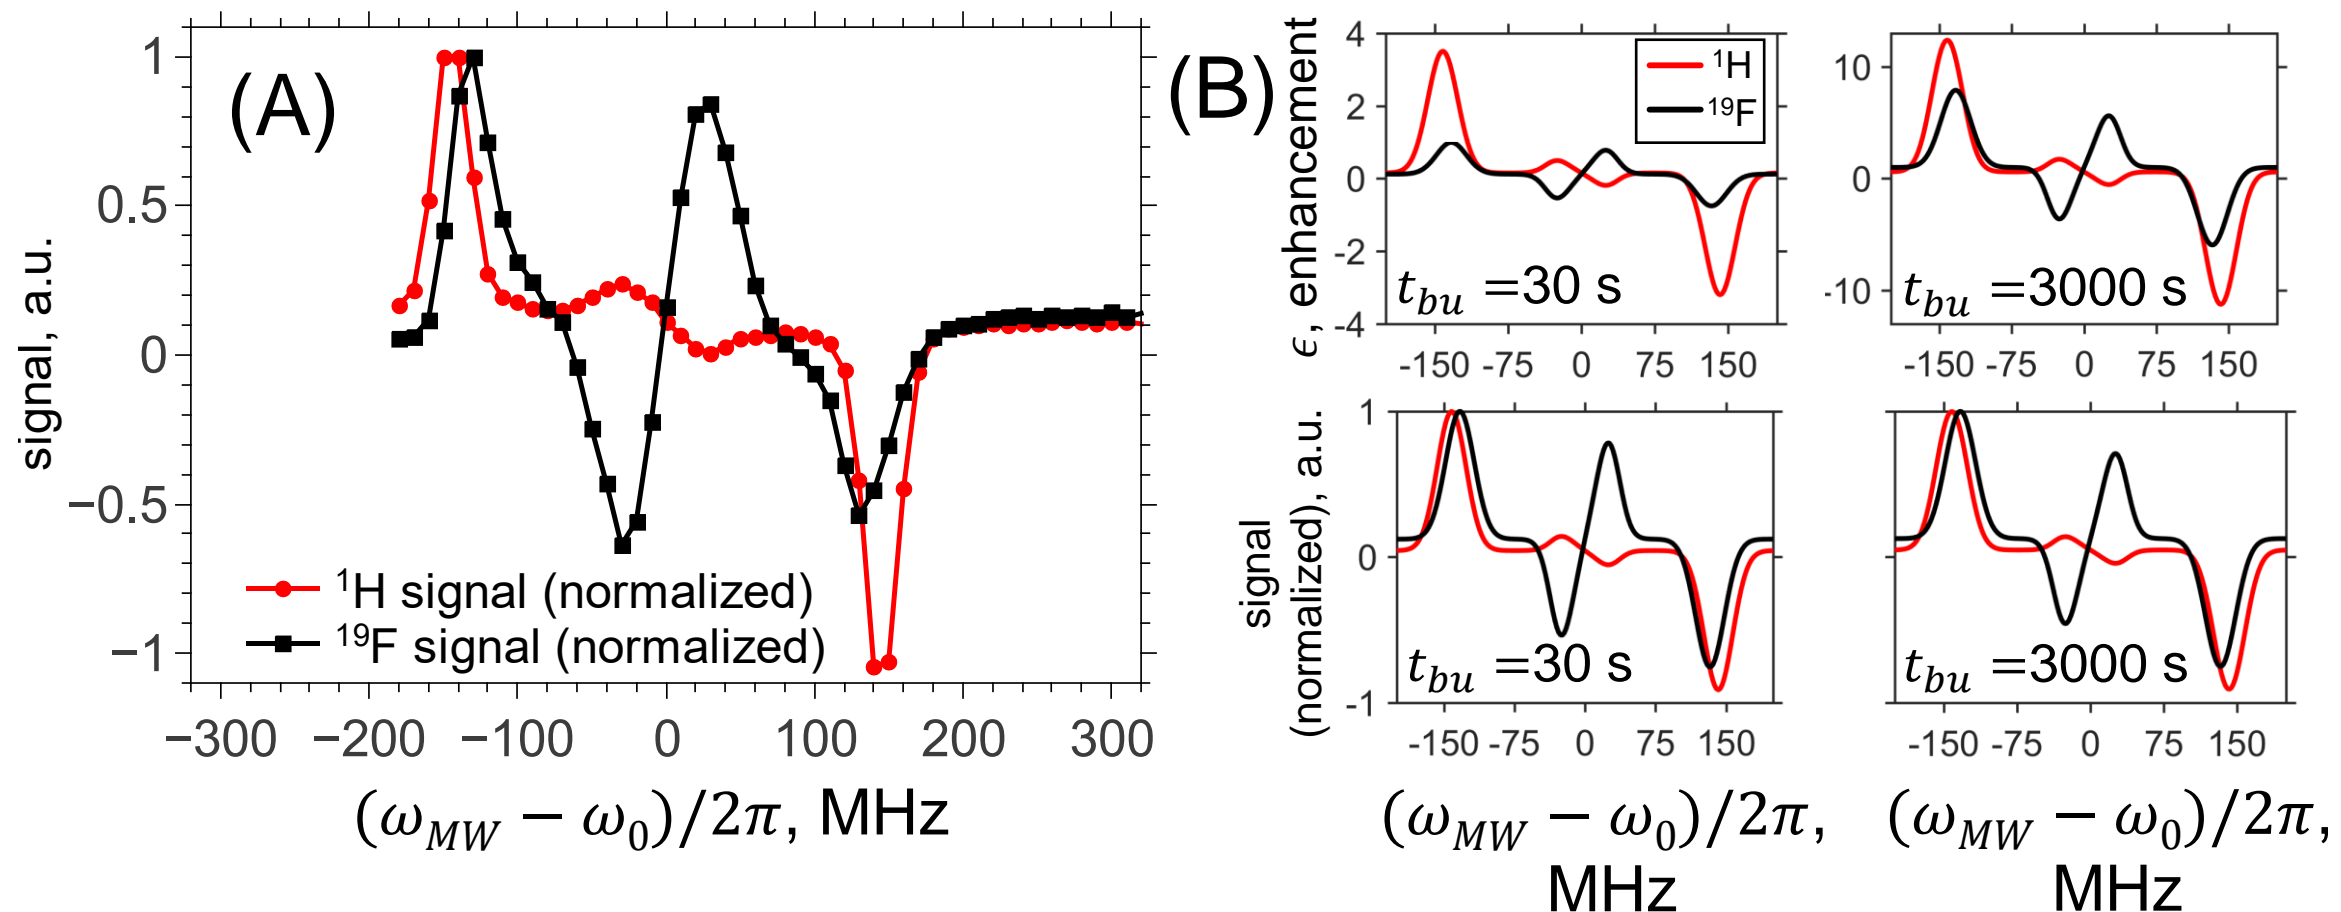 (A)
signal, a.u.
1
0.5
0
−0.5
−1
¹H signal (normalized)
¹⁹F signal (normalized)
−300 −200 −100 0 100 200 300
(ω_MW − ω_0)/2π, MHz
(B)
ϵ, enhancement
4
2
0
-2
-4
¹H
¹⁹F
t_bu =30 s
-150 -75 0 75 150
10
0
-10
t_bu =3000 s
-150 -75 0 75 150
signal
(normalized), a.u.
1
0
-1
t_bu =30 s
-150 -75 0 75 150
t_bu =3000 s
-150 -75 0 75 150
(ω_MW − ω_0)/2π,
MHz
(ω_MW − ω_0)/2π,
MHz